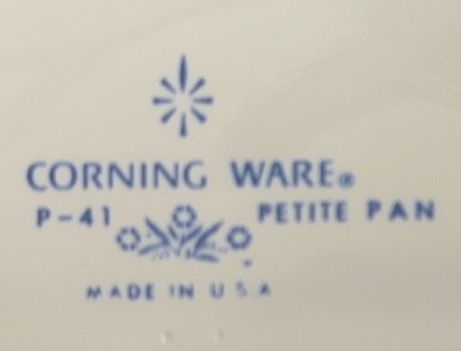 CORNING WARE®
P-41 PETITE PAN
MADE IN U.S.A